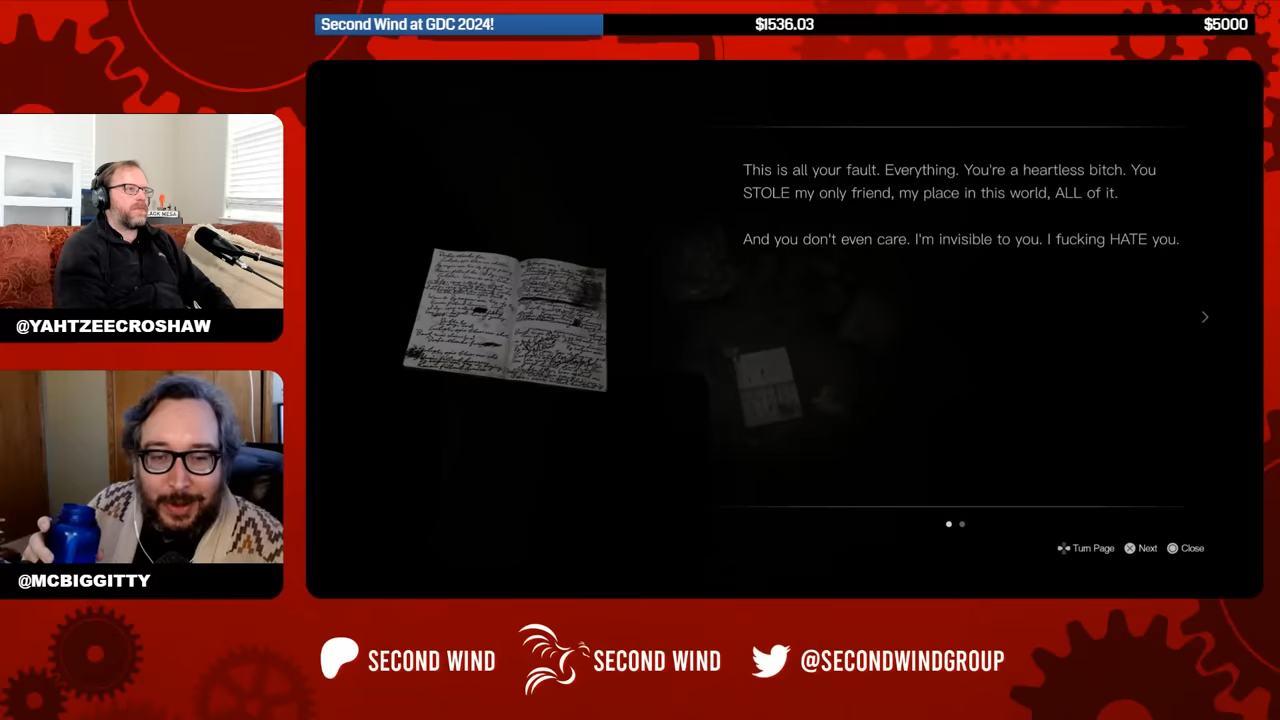 Second Wind at GDC 2024! $1536.03 $5000
This is all your fault. Everything. You're a heartless bitch. You
STOLE my only friend, my place in this world, ALL of it.
And you don't even care. I'm invisible to you. I fucking HATE you.
BLACK MESA
@YAHTZEECROSHAW
@MCBIGGITTY
Turn Page Next Close
SECOND WIND SECOND WIND @SECONDWINDGROUP